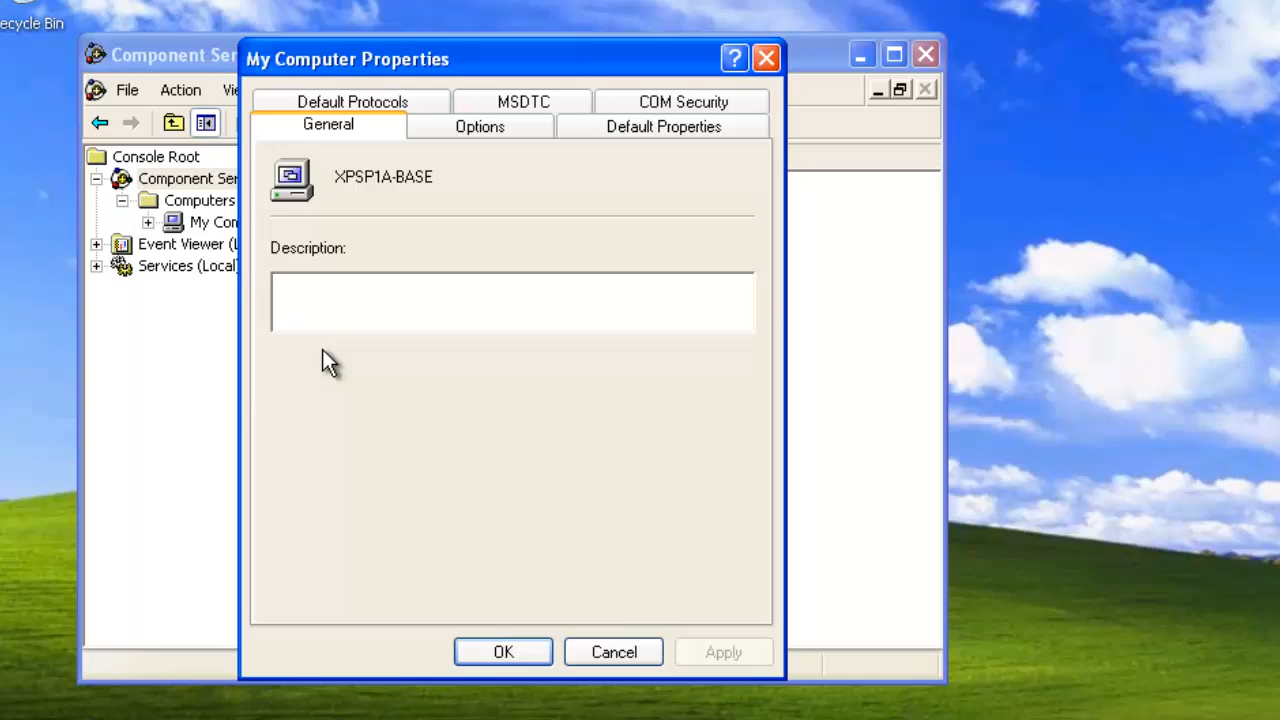 ecycle Bin
Component Ser
My Computer Properties
?
File Action Vi
Default Protocols MSDTC COM Security
General Options Default Properties
Console Root
Component Ser
XPSP1A-BASE
Computers
My Con
Event Viewer (L
Description:
Services (Local)
OK Cancel Apply